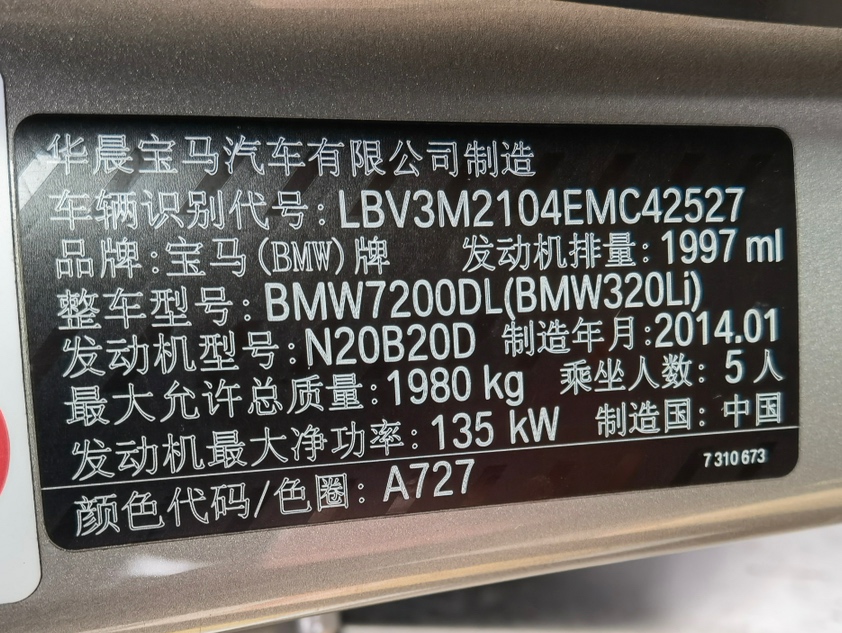 华晨宝马汽车有限公司制造
车辆识别代号:LBV3M2104EMC42527
品牌:宝马(BMW)牌 发动机排量:1997 ml
整车型号:BMW7200DL(BMW320Li)
发动机型号:N20B20D 制造年月:2014.01
最大允许总质量:1980 kg 乘坐人数:5人
发动机最大净功率:135 kW 制造国:中国
7 310 673
颜色代码/色圈:A727